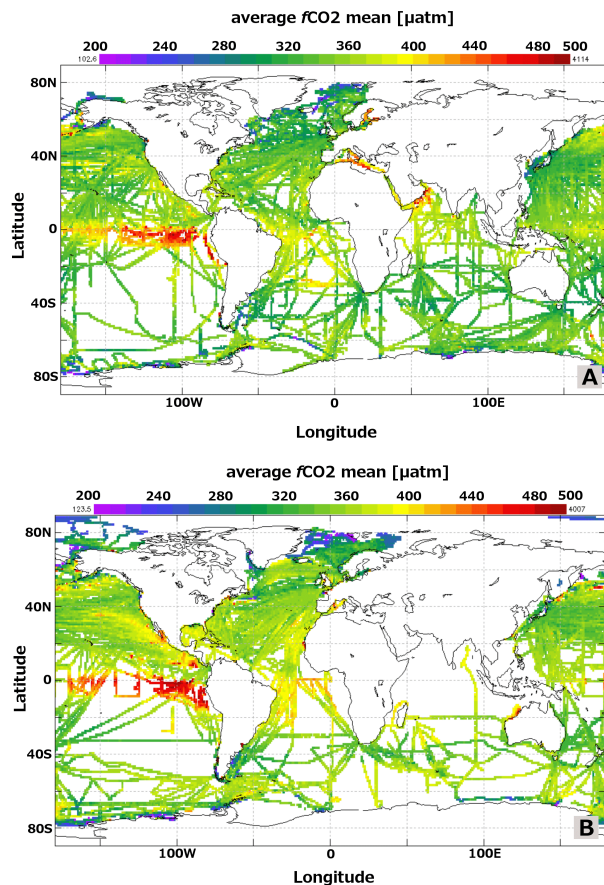 average fCO2 mean [µatm]
200 240 280 320 360 400 440 480 500
102.6 4114
80N
40N
0
40S
80S
Latitude
A
100W 0 100E
Longitude
average fCO2 mean [µatm]
200 240 280 320 360 400 440 480 500
123.5 4007
80N
40N
0
40S
80S
Latitude
B
100W 0 100E
Longitude